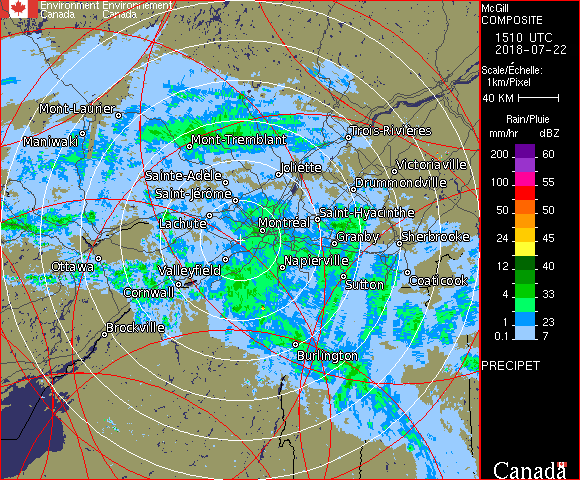 Environment Environnement
Canada Canada
McGill
COMPOSITE
1510 UTC
2018-07-22
Scale/Échelle:
1km/Pixel
40 KM
Rain/Pluie
mm/hr dBZ
200 60
100 55
50 50
24 45
12 40
4 33
1 23
0.1 7
PRECIPET
Canada
Mont-Laurier
Maniwaki
Mont-Tremblant
Trois-Rivières
Victoriaville
Joliette
Sainte-Adèle
Drummondville
Saint-Jérôme
Saint-Hyacinthe
Lachute
Montréal
Granby
Sherbrooke
Ottawa
Valleyfield
Napierville
Coaticook
Cornwall
Sutton
Brockville
Burlington